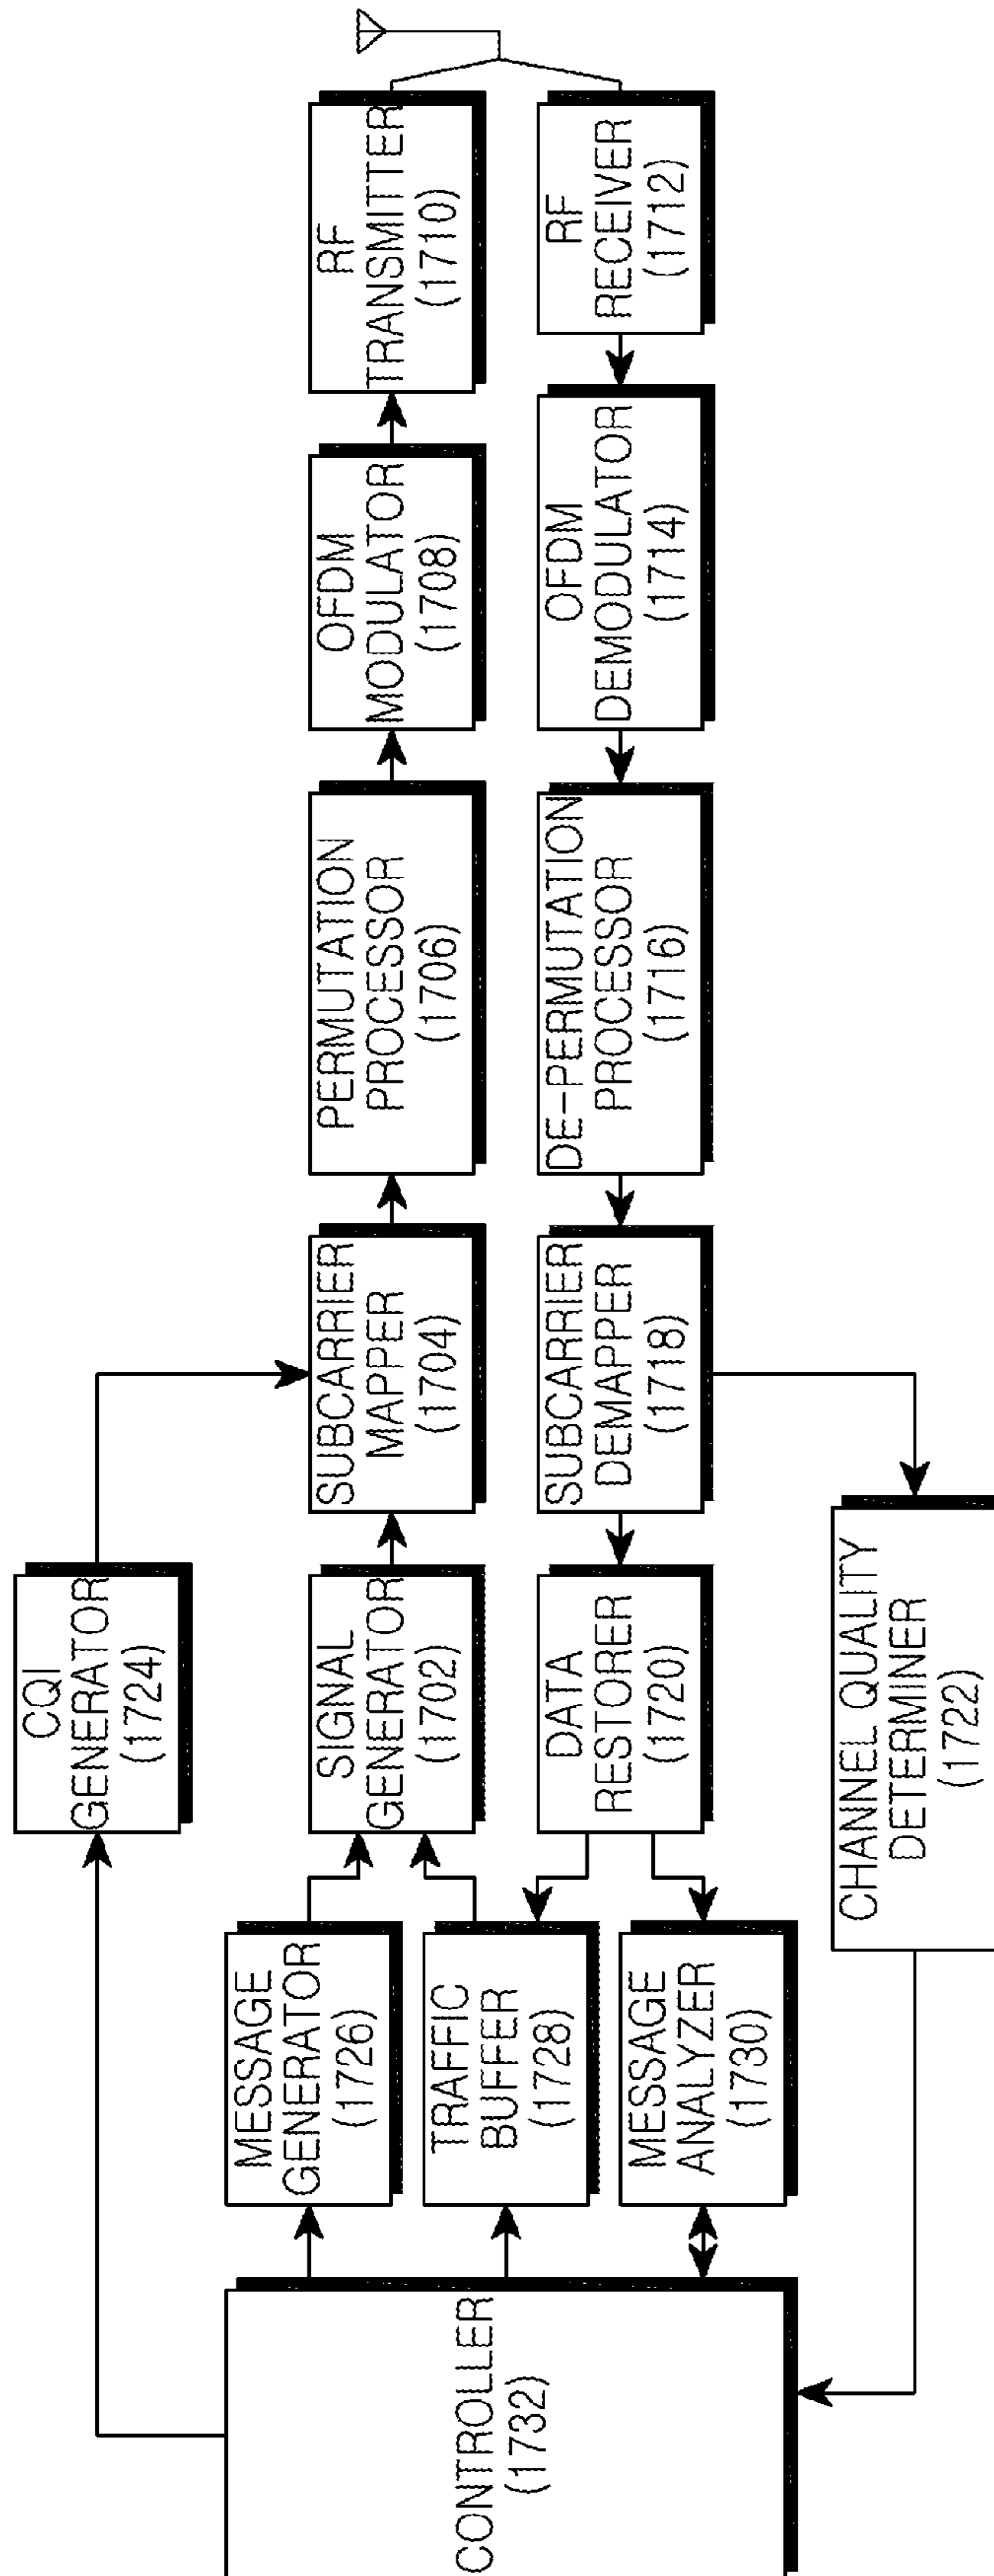 CONTROLLER
(1732)
CQI
GENERATOR
(1724)
MESSAGE
GENERATOR
(1726)
TRAFFIC
BUFFER
(1728)
MESSAGE
ANALYZER
(1730)
SIGNAL
GENERATOR
(1702)
DATA
RESTORER
(1720)
CHANNEL QUALITY
DETERMINER
(1722)
SUBCARRIER
MAPPER
(1704)
SUBCARRIER
DEMAPPER
(1718)
PERMUTATION
PROCESSOR
(1706)
DE-PERMUTATION
PROCESSOR
(1716)
OFDM
MODULATOR
(1708)
OFDM
DEMODULATOR
(1714)
RF
TRANSMITTER
(1710)
RF
RECEIVER
(1712)